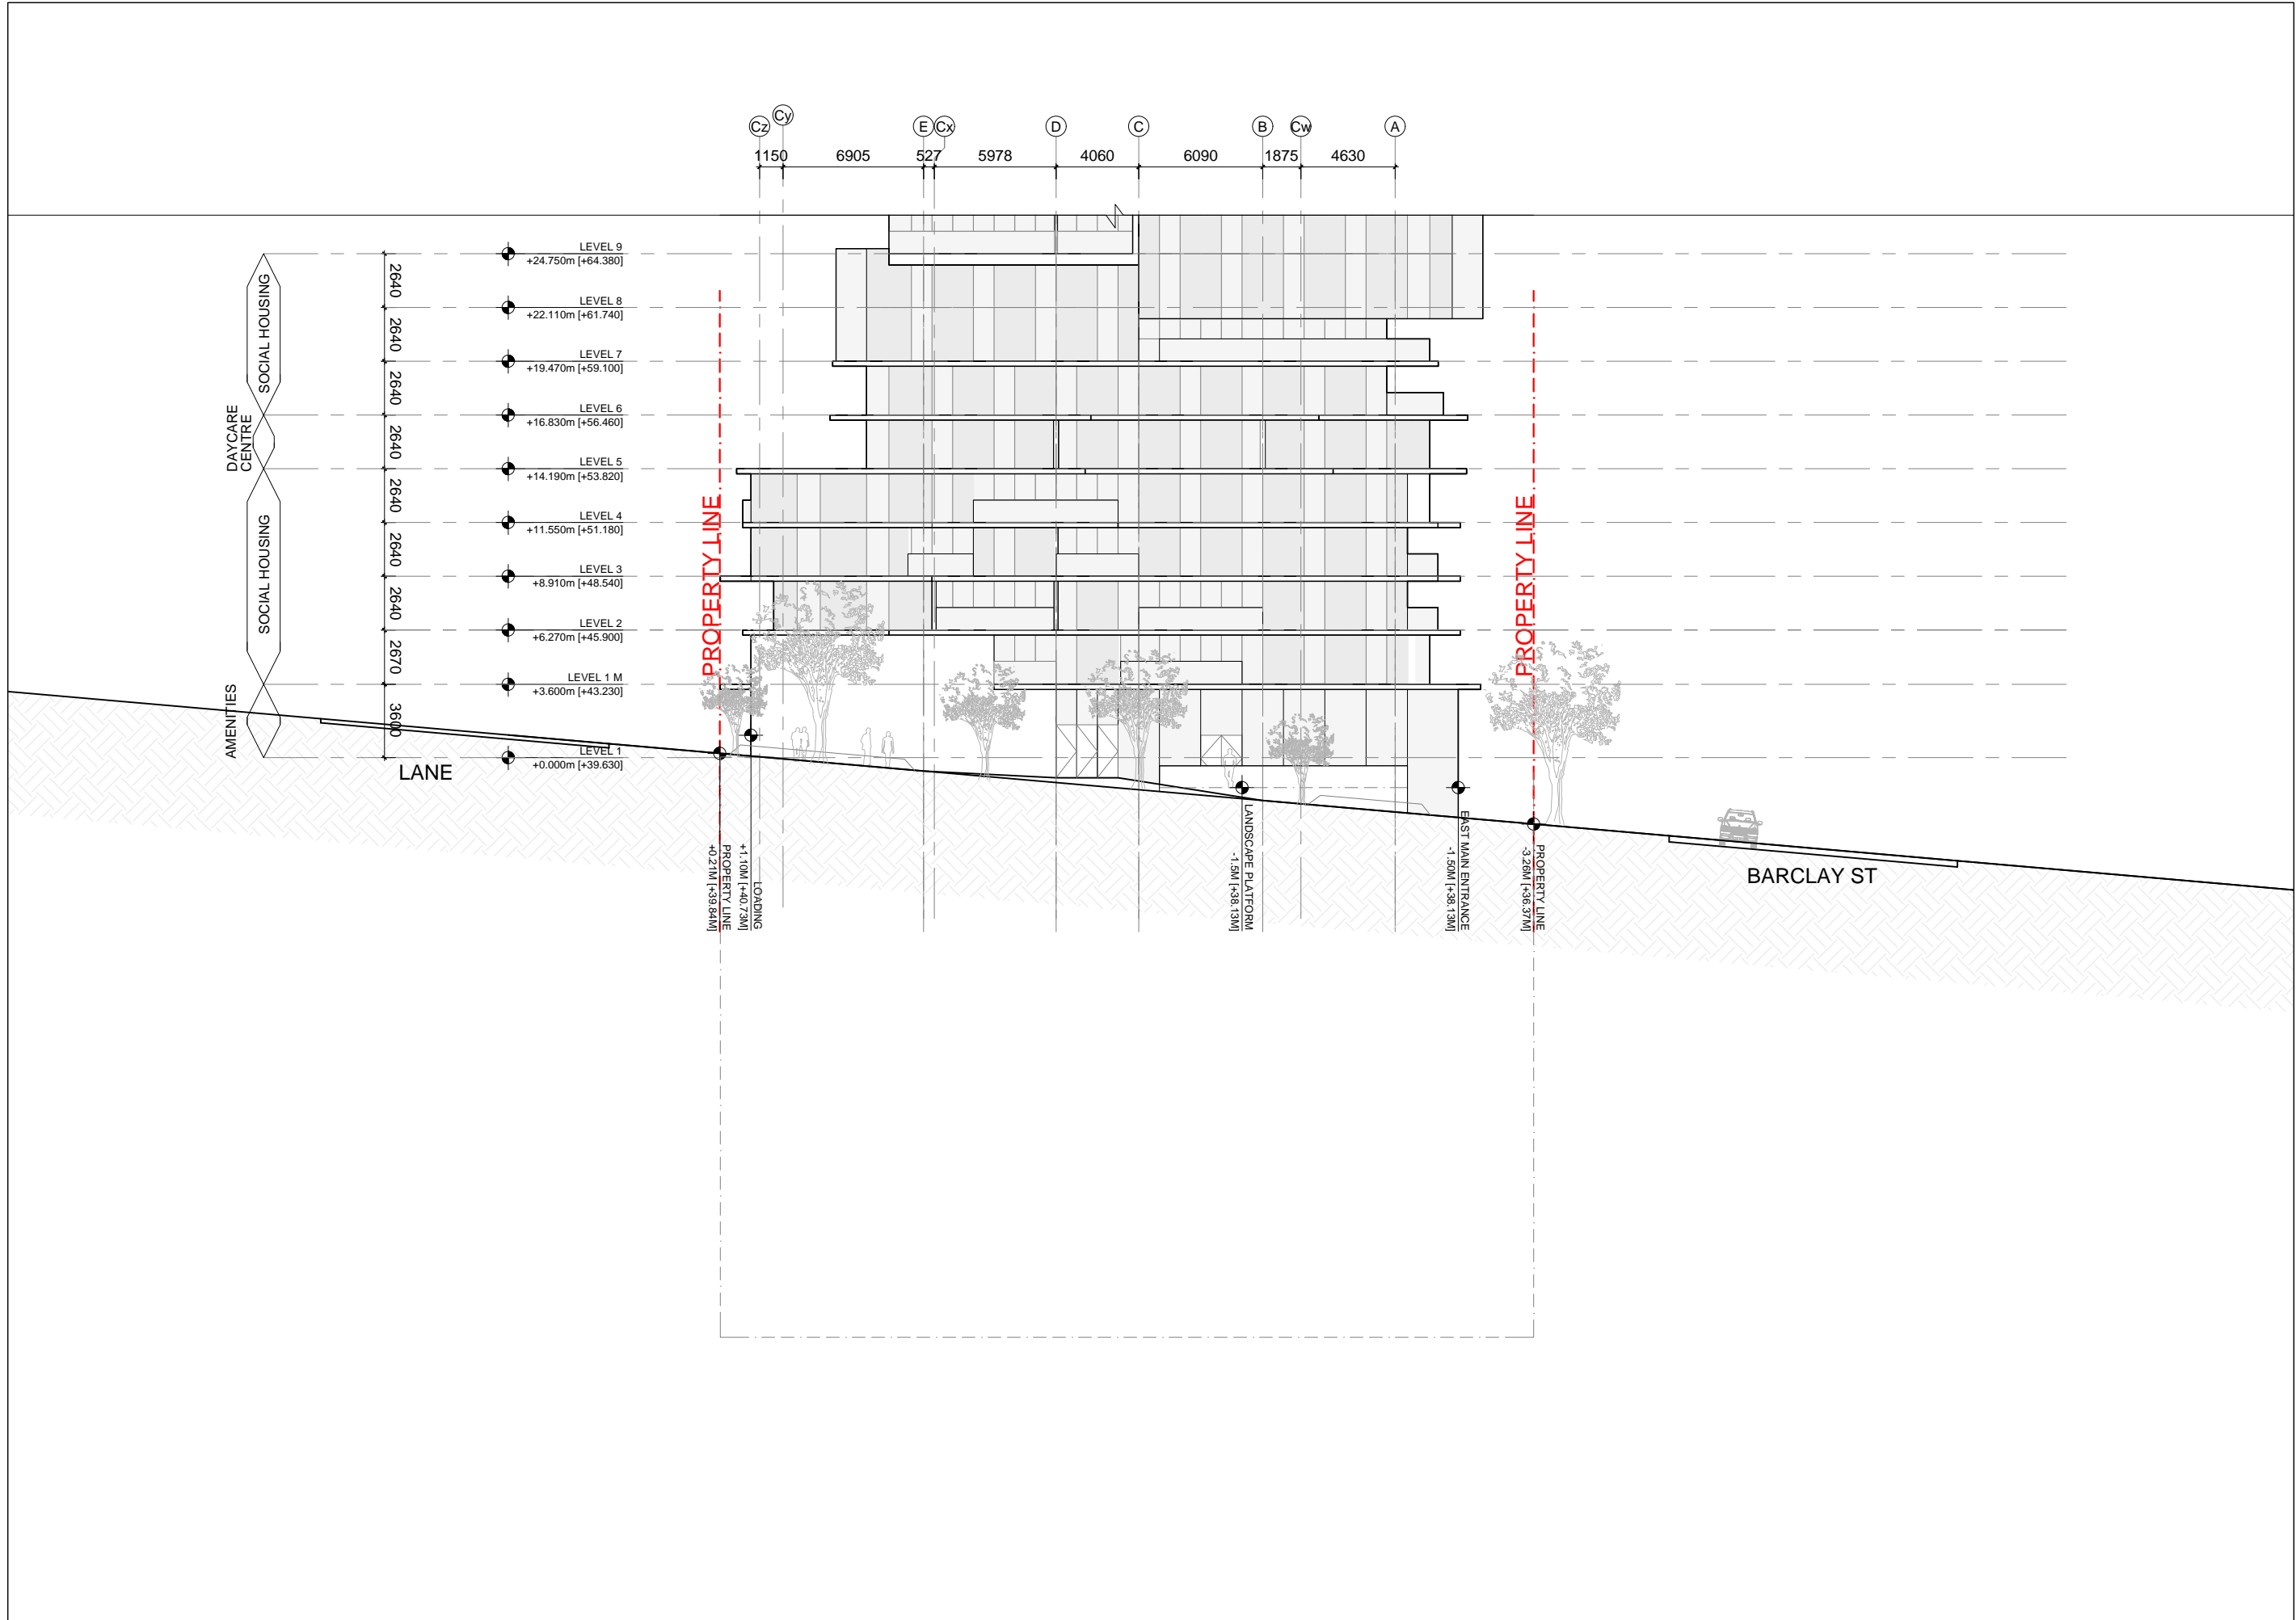 Cz Cy E Cx D C B Cw A
1150 6905 527 5978 4060 6090 1875 4630
LEVEL 9
+24.750m [+64.380]
2640
LEVEL 8
+22.110m [+61.740]
2640
SOCIAL HOUSING
LEVEL 7
+19.470m [+59.100]
2640
LEVEL 6
+16.830m [+56.460]
DAYCARE
CENTRE
2640
LEVEL 5
+14.190m [+53.820]
2640
LEVEL 4
+11.550m [+51.180]
PROPERTY LINE
PROPERTY LINE
2640
SOCIAL HOUSING
LEVEL 3
+8.910m [+48.540]
2640
LEVEL 2
+6.270m [+45.900]
2670
LEVEL 1 M
+3.600m [+43.230]
AMENITIES
3600
LEVEL 1
+0.000m [+39.630]
LANE
PROPERTY LINE
+0.21M [+39.84M]
LOADING
+1.10M [+40.73M]
LANDSCAPE PLATFORM
-1.5M [+38.13M]
EAST MAIN ENTRANCE
-1.50M [+38.13M]
PROPERTY LINE
-3.26M [+36.37M]
BARCLAY ST